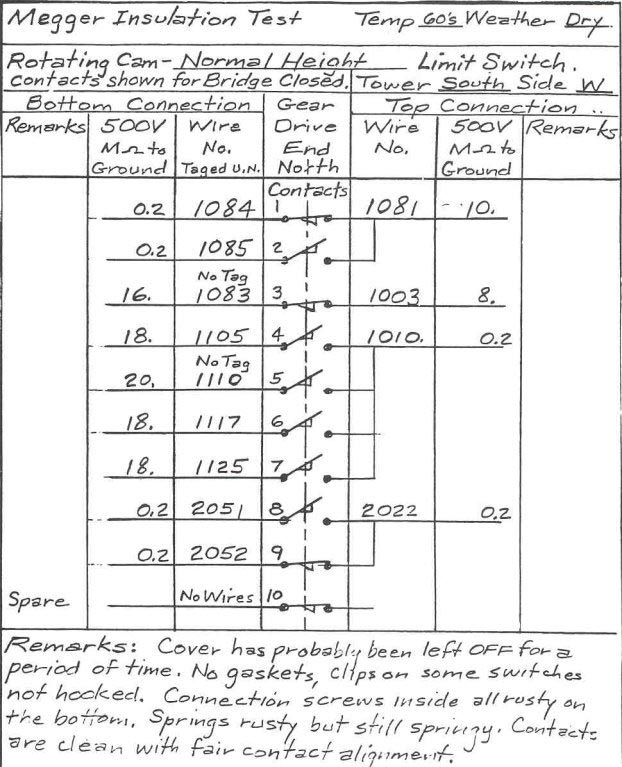 Megger Insulation Test Temp 60's Weather Dry
Rotating Cam-Normal Height Limit Switch.
Contacts shown for Bridge Closed. Tower South Side W
Bottom Connection Gear Top Connection ..
Remarks 500V Wire Drive Wire 500V Remarks
MΩ to No. End No. MΩ to
Ground Taged U.N. North Ground
Contacts
0.2 1084 1 1081 10.
0.2 1085 2
No Tag
16. 1083 3 1003 8.
18. 1105 4 1010. 0.2
No Tag
20. 1110 5
18. 1117 6
18. 1125 7
0.2 2051 8 2022 0.2
0.2 2052 9
Spare No Wires 10
Remarks: Cover has probably been left OFF for a
period of time. No gaskets, clips on some switches
not hooked. Connection screws inside all rusty on
the bottom. Springs rusty but still springy. Contacts
are clean with fair contact alignment.